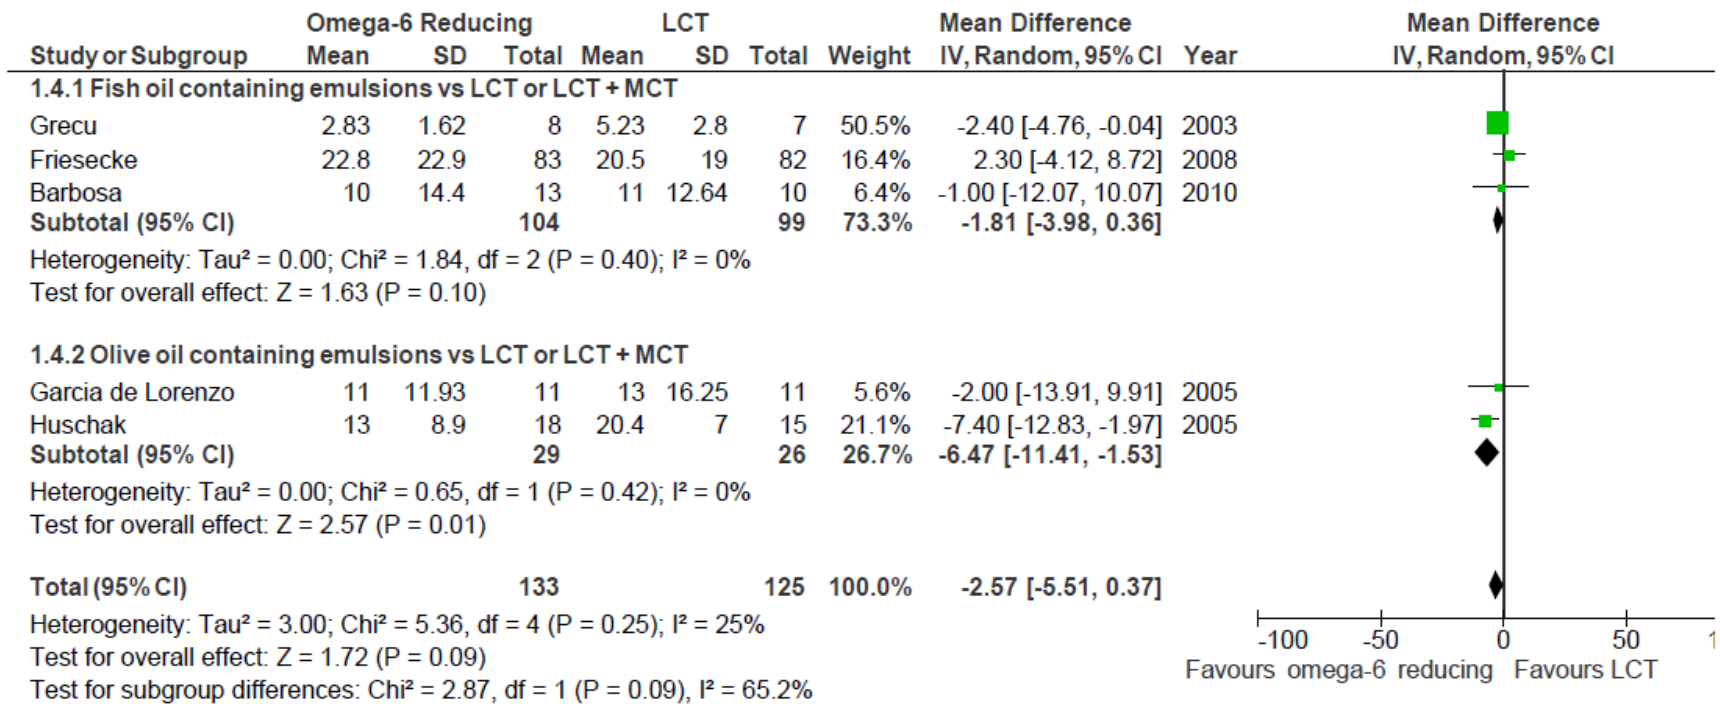 Omega-6 Reducing LCT Mean Difference Mean Difference
Study or Subgroup Mean SD Total Mean SD Total Weight IV, Random, 95% CI Year IV, Random, 95% CI
1.4.1 Fish oil containing emulsions vs LCT or LCT + MCT
Grecu 2.83 1.62 8 5.23 2.8 7 50.5% -2.40 [-4.76, -0.04] 2003
Friesecke 22.8 22.9 83 20.5 19 82 16.4% 2.30 [-4.12, 8.72] 2008
Barbosa 10 14.4 13 11 12.64 10 6.4% -1.00 [-12.07, 10.07] 2010
Subtotal (95% CI) 104 99 73.3% -1.81 [-3.98, 0.36]
Heterogeneity: Tau² = 0.00; Chi² = 1.84, df = 2 (P = 0.40); I² = 0%
Test for overall effect: Z = 1.63 (P = 0.10)
1.4.2 Olive oil containing emulsions vs LCT or LCT + MCT
Garcia de Lorenzo 11 11.93 11 13 16.25 11 5.6% -2.00 [-13.91, 9.91] 2005
Huschak 13 8.9 18 20.4 7 15 21.1% -7.40 [-12.83, -1.97] 2005
Subtotal (95% CI) 29 26 26.7% -6.47 [-11.41, -1.53]
Heterogeneity: Tau² = 0.00; Chi² = 0.65, df = 1 (P = 0.42); I² = 0%
Test for overall effect: Z = 2.57 (P = 0.01)
Total (95% CI) 133 125 100.0% -2.57 [-5.51, 0.37]
Heterogeneity: Tau² = 3.00; Chi² = 5.36, df = 4 (P = 0.25); I² = 25%
Test for overall effect: Z = 1.72 (P = 0.09)
Test for subgroup differences: Chi² = 2.87, df = 1 (P = 0.09), I² = 65.2%
-100 -50 0 50
Favours omega-6 reducing Favours LCT